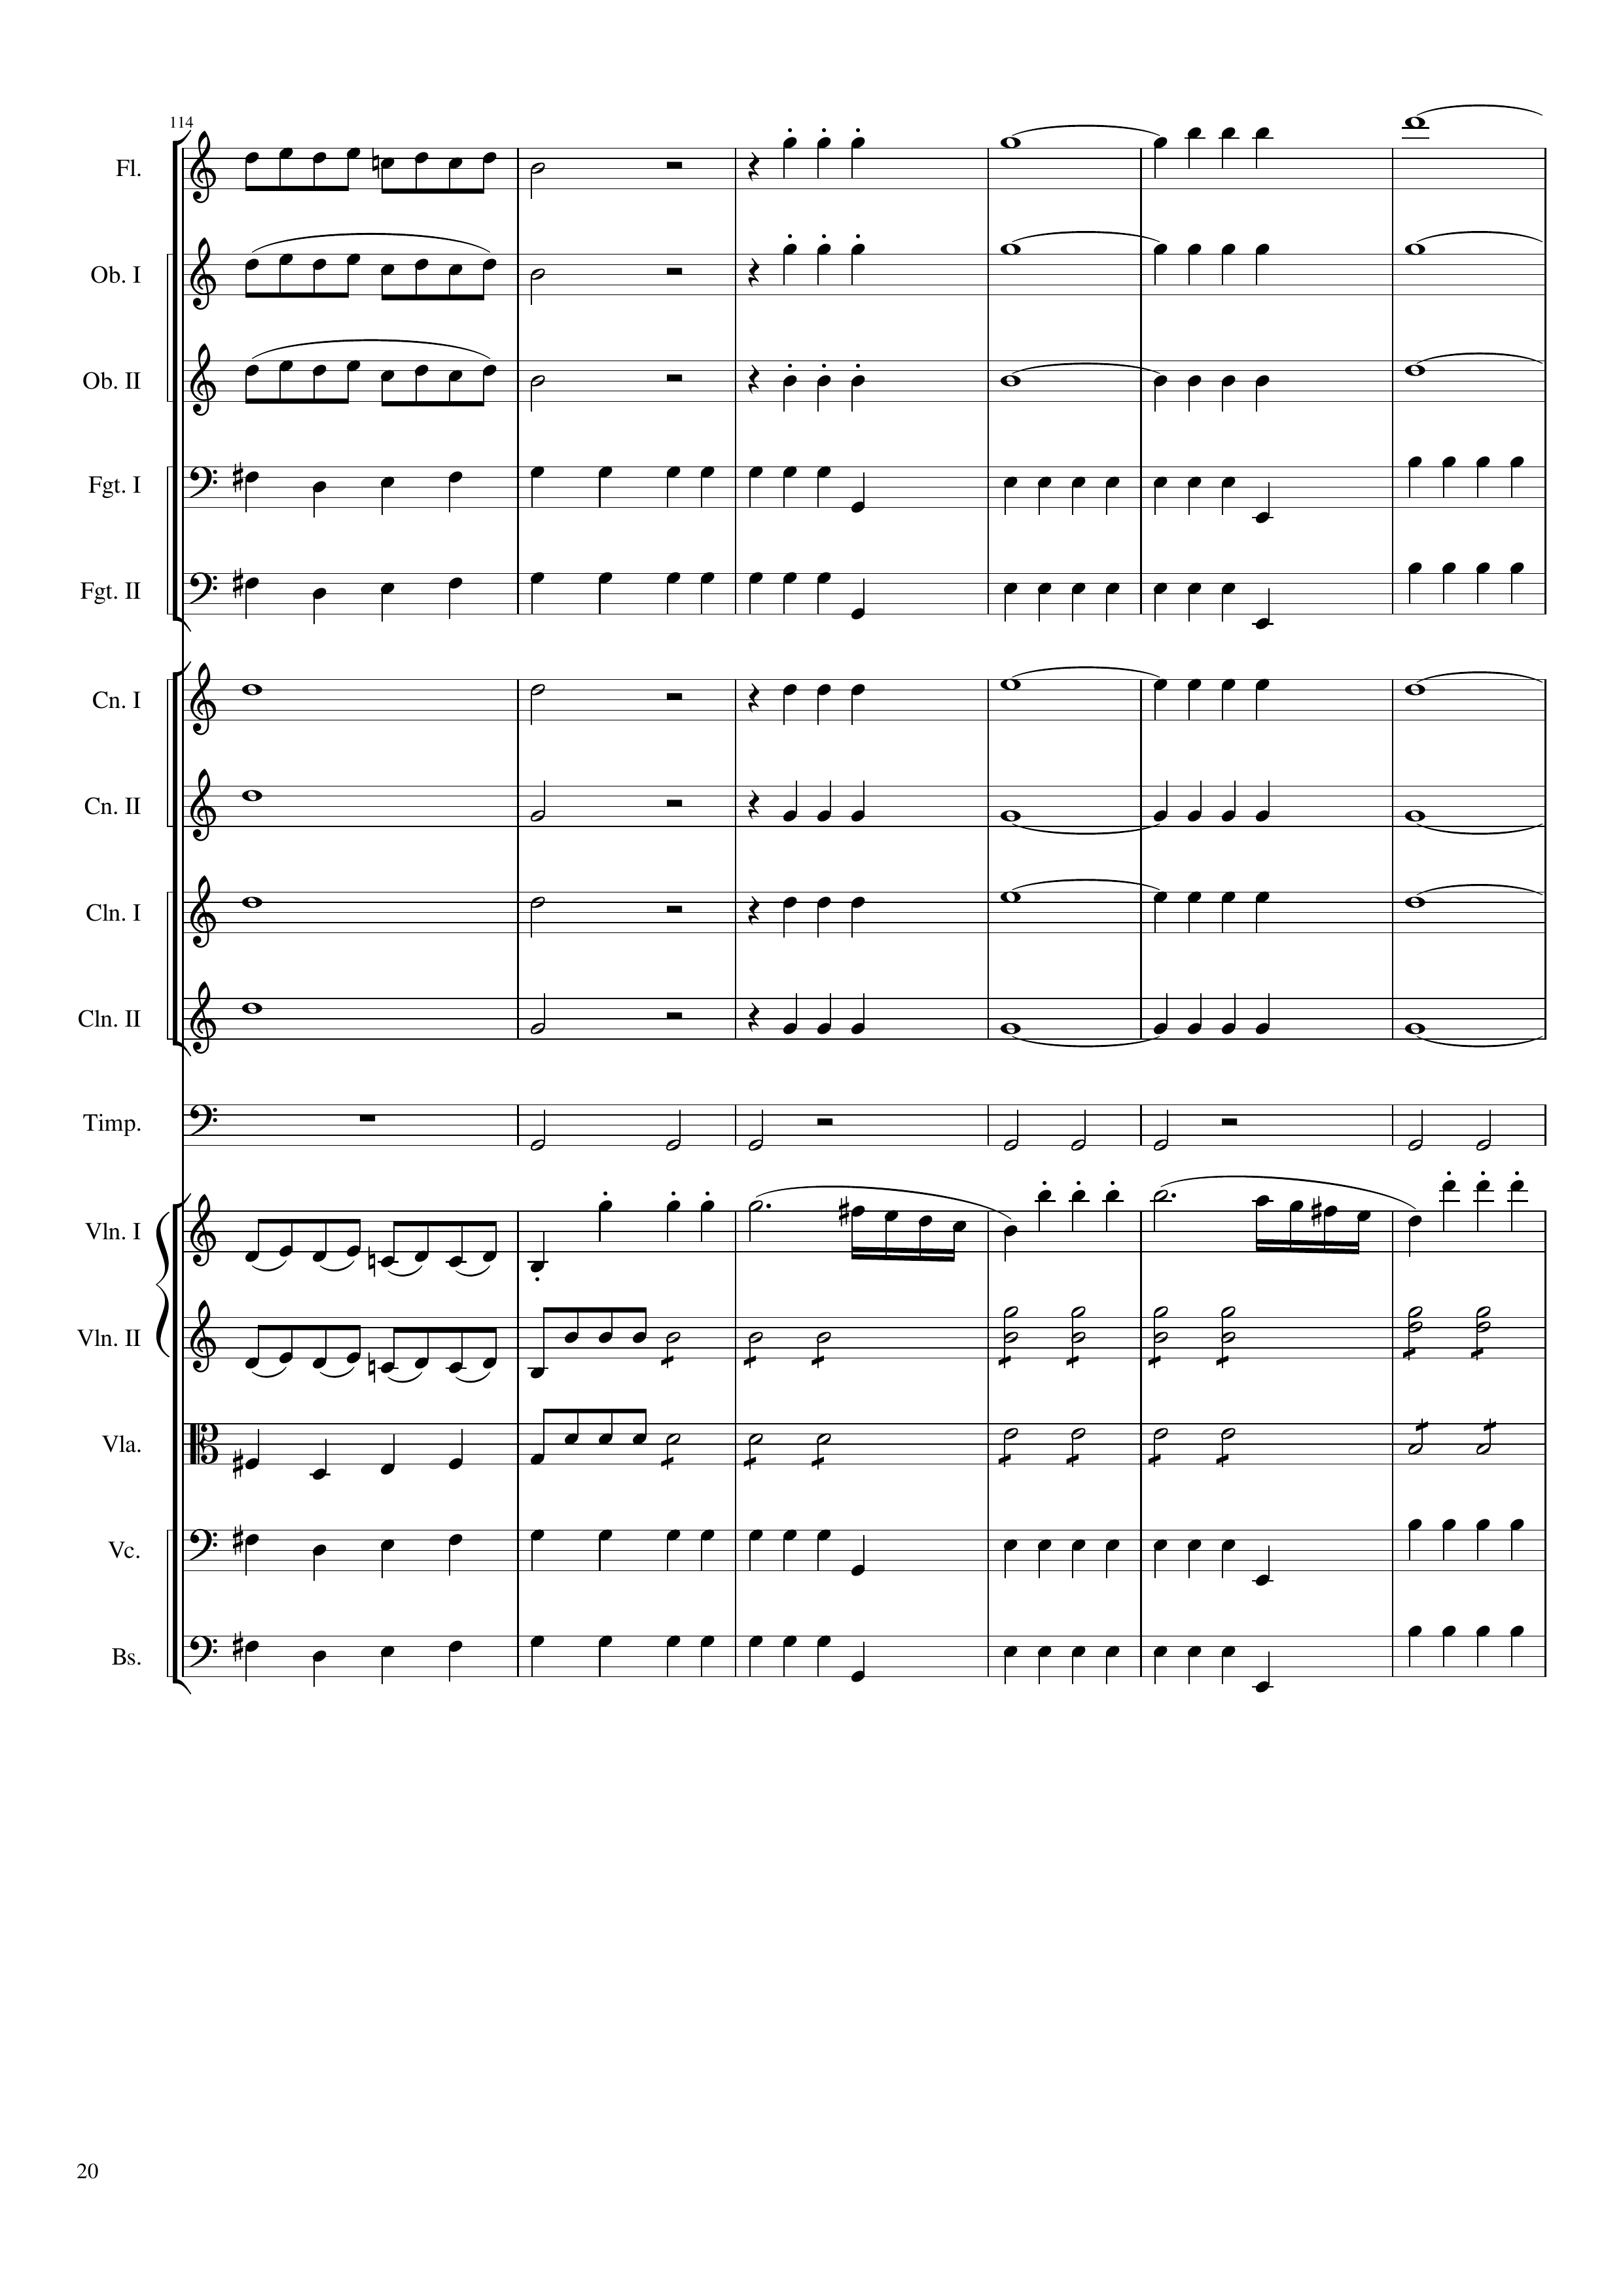 114
Fl.
Ob. I
Ob. II
Fgt. I
Fgt. II
Cn. I
Cn. II
Cln. I
Cln. II
Timp.
Vln. I
Vln. II
Vla.
Vc.
Bs.
20